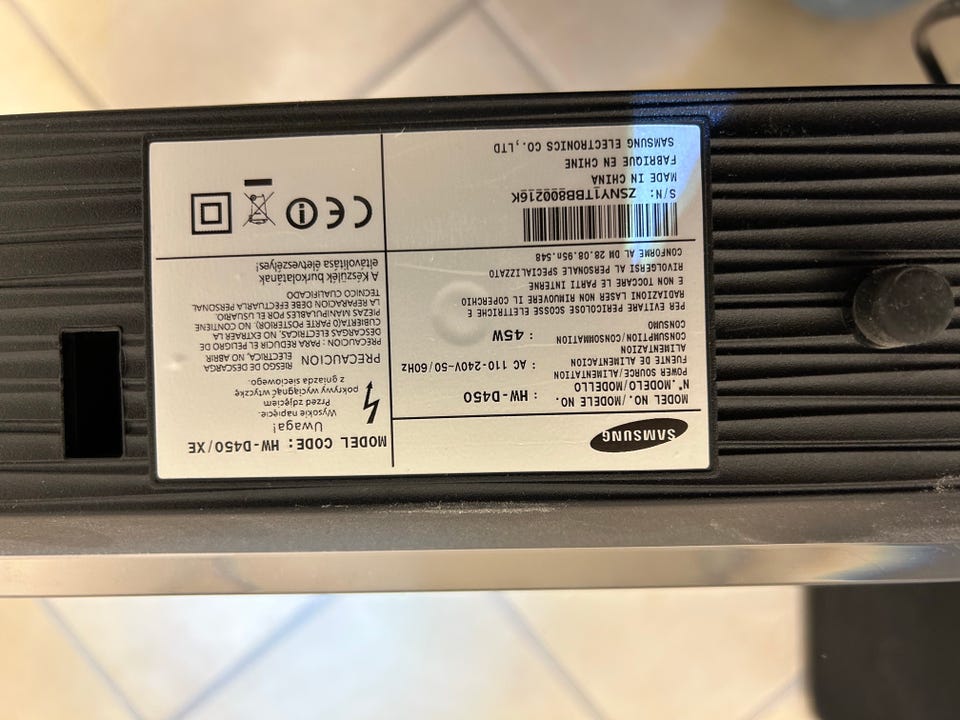 SAMSUNG
MODEL NO./MODELE NO.
Nº.MODELO/MODELLO : HW-D450
POWER SOURCE/ALIMENTATION
FUENTE DE ALIMENTACION : AC 110-240V~50/60Hz
ALIMENTAZION
CONSUMPTION/CONSOMMATION : 45W
CONSUMO
PER EVITARE PERICOLOSE SCOSSE ELETTRICHE E
RADIAZIONI LASER NON RIMUOVERE IL COPERCHIO
E NON TOCCARE LE PARTI INTERNE
RIVOLGERSI AL PERSONALE SPECIALIZZATO
CONFORME AL DM 28.08.95n.548
S/N: ZSNY1TBB800216K
MADE IN CHINA
FABRIQUE EN CHINE
SAMSUNG ELECTRONICS CO.,LTD
MODEL CODE: HW-D450/XE
Uwaga!
Wysokie napięcie.
Przed zdjęciem
pokrywy wyciągnąć wtyczkę
z gniazda sieciowego.
PRECAUCION
RIESGO DE DESCARGA
ELECTRICA, NO ABRIR
PRECAUCION : PARA REDUCIR EL PELIGRO DE
DESCARGAS ELECTRICAS, NO EXTRAER LA
CUBIERTA(O PARTE POSTERIOR). NO CONTIENE
PIEZAS MANIPULABLES POR EL USUARIO.
LA REPARACION DEBE EFECTUARLA PERSONAL
TECNICO CUALIFICADO
A Készülék burkolatának
eltávolítása életveszélyes!
CE